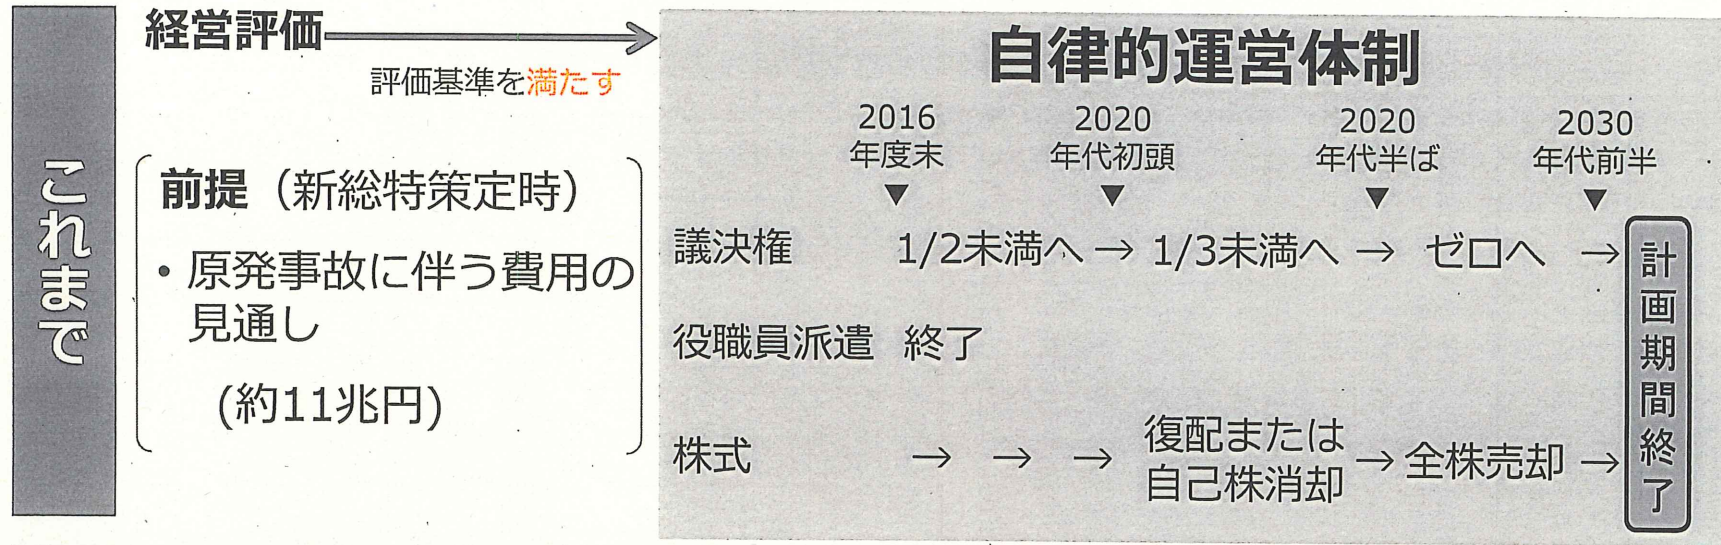 これまで
経営評価
評価基準を満たす
前提（新総特策定時）
・原発事故に伴う費用の
見通し
(約11兆円)
自律的運営体制
2016
年度末
▼
2020
年代初頭
▼
2020
年代半ば
▼
2030
年代前半
▼
議決権 1/2未満へ → 1/3未満へ → ゼロへ →
役職員派遣 終了
株式 → → → 復配または
自己株消却 → 全株売却 →
計画期間終了